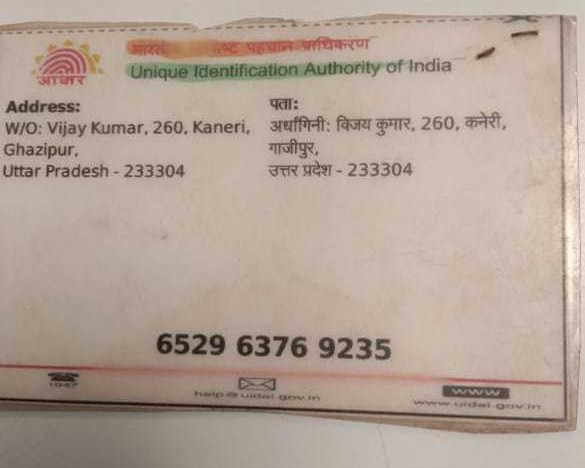 आधार
पहचान प्राधिकरण
Unique Identification Authority of India
Address:
W/O: Vijay Kumar, 260, Kaneri,
Ghazipur,
Uttar Pradesh - 233304
पता:
अर्धांगिनी: विजय कुमार, 260, कनेरी,
गाजीपुर,
उत्तर प्रदेश - 233304
6529 6376 9235
1947
help@uidai.gov.in
WWW
www.uidai.gov.in